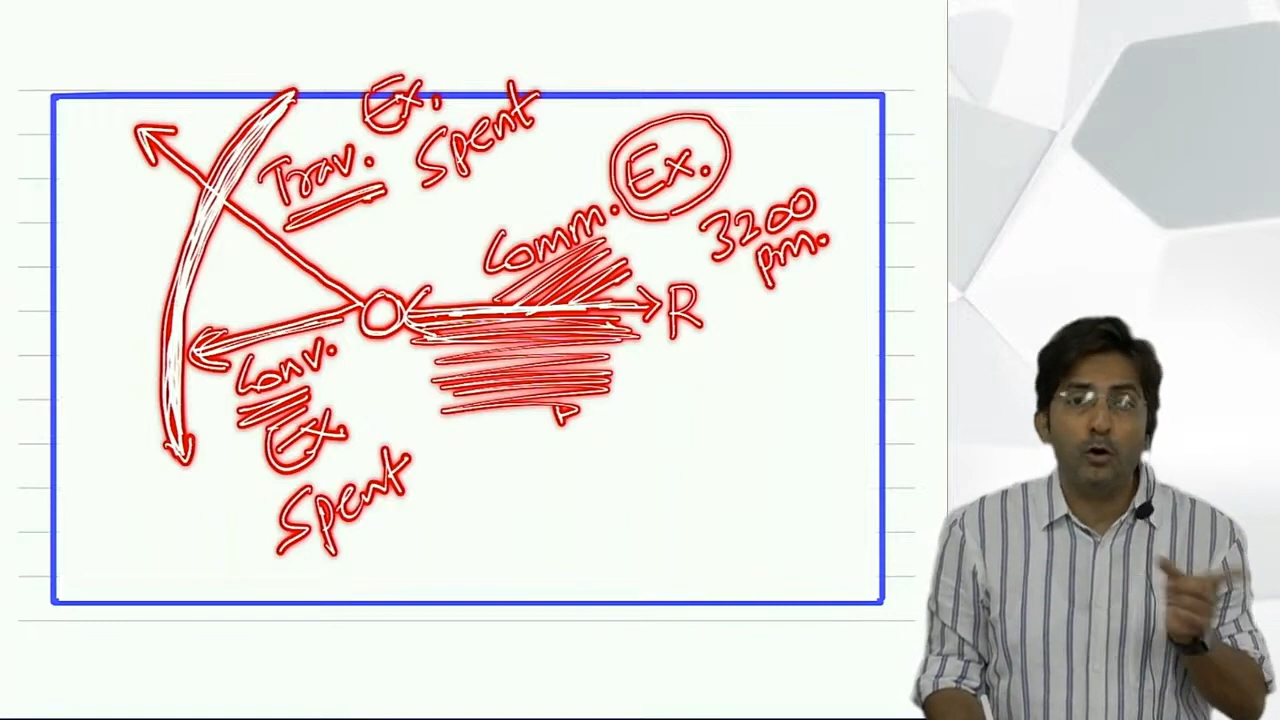 Trav. Ex.
Spent
Comm. Ex.
3200
pm.
O
R
Conv.
Ex
Spent